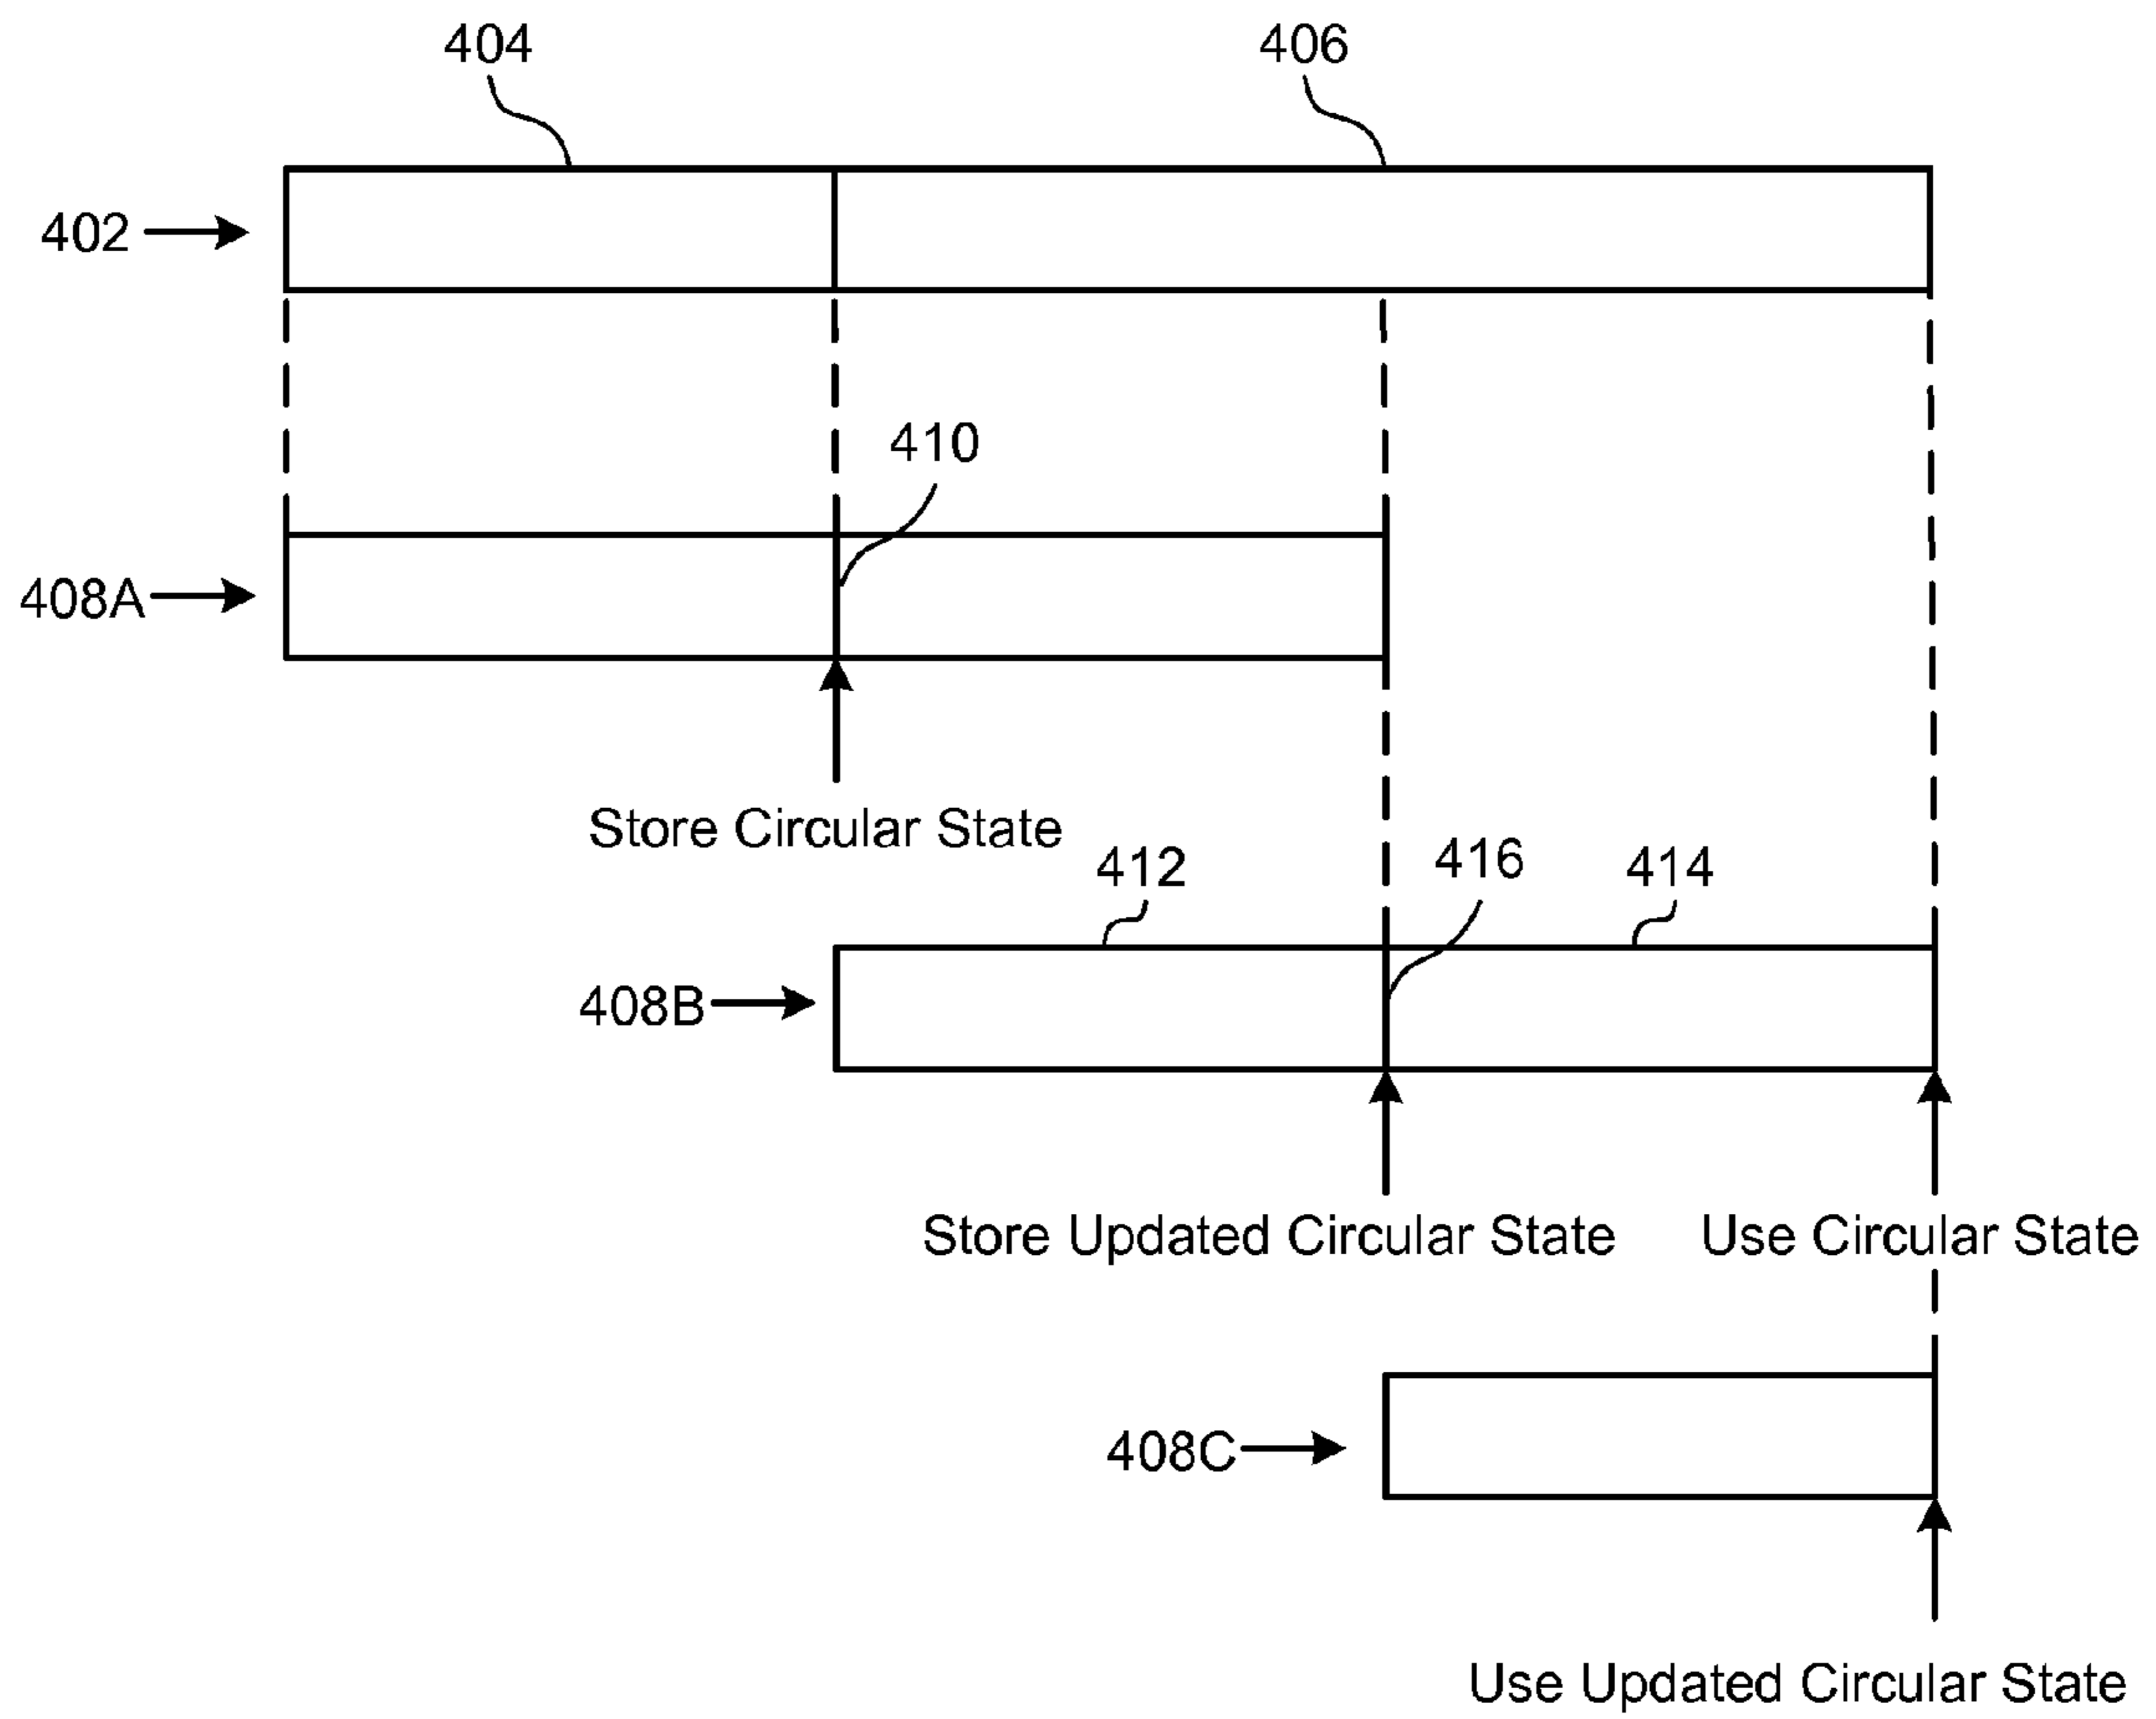 404
406
402
410
408A
Store Circular State
412
416
414
408B
Store Updated Circular State
Use Circular State
408C
Use Updated Circular State